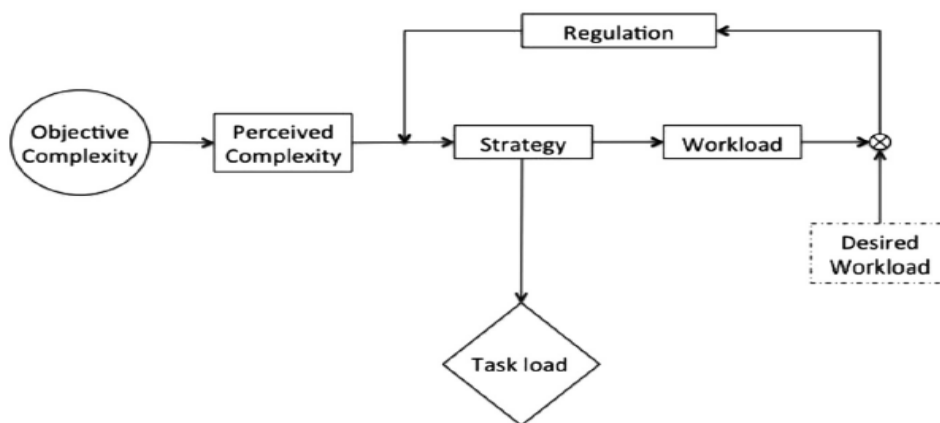 Regulation
Objective
Complexity
Perceived
Complexity
Strategy
Workload
Desired
Workload
Task load